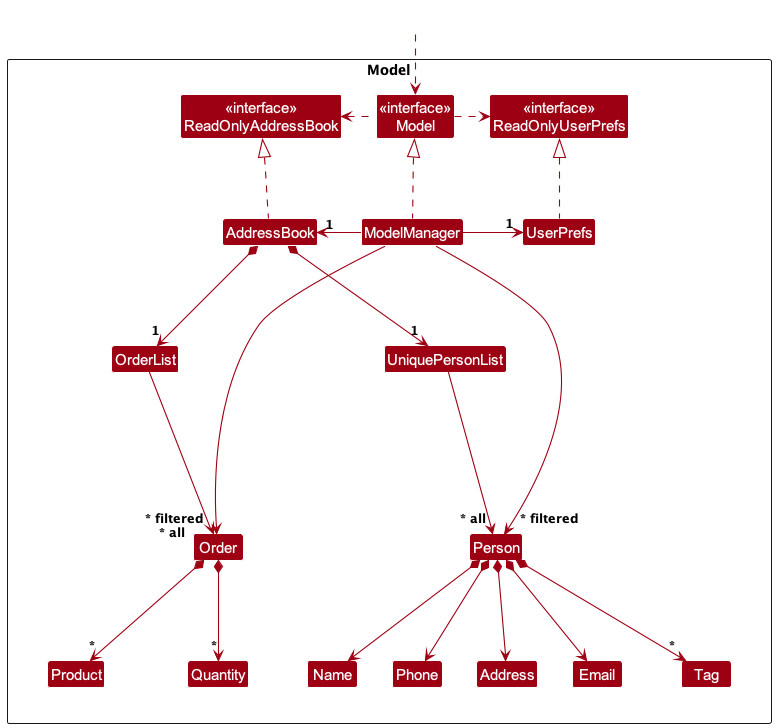 Model
«interface»
ReadOnlyAddressBook
«interface»
Model
«interface»
ReadOnlyUserPrefs
AddressBook
1
ModelManager
1
UserPrefs
1
1
OrderList
UniquePersonList
* filtered
* all
* all
* filtered
Order
Person
*
*
*
Product
Quantity
Name
Phone
Address
Email
Tag